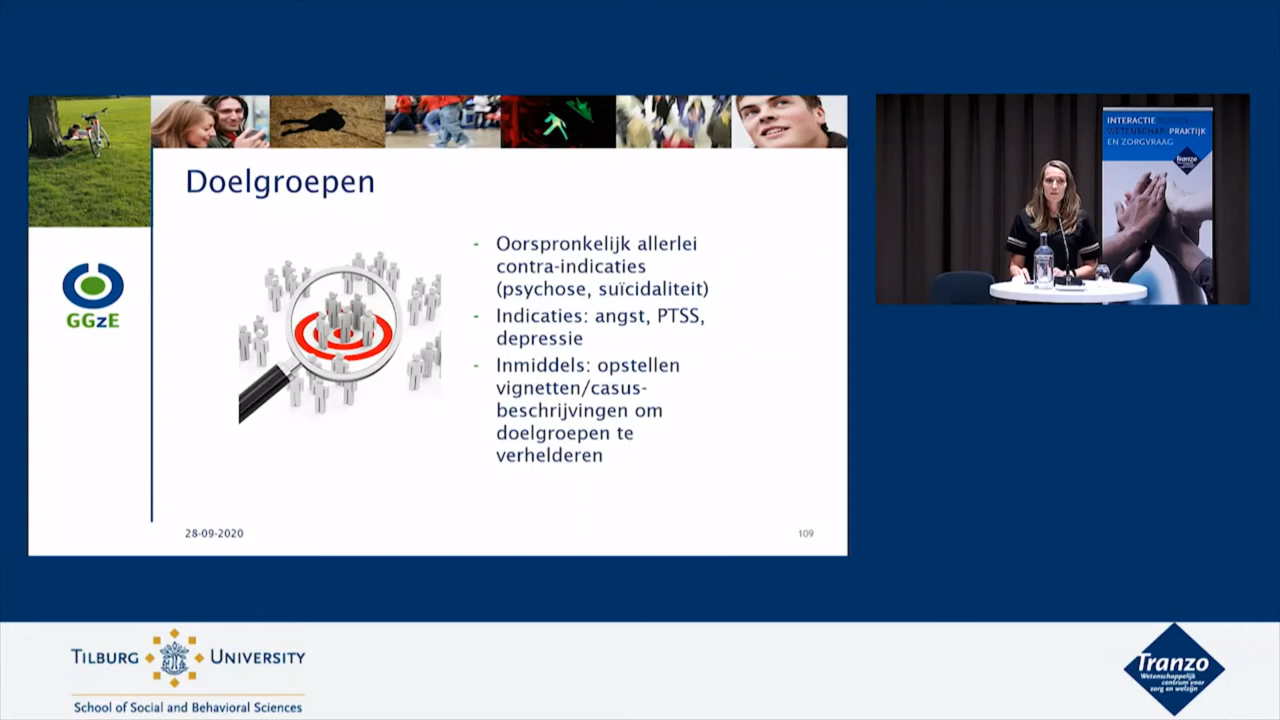 Doelgroepen
- Oorspronkelijk allerlei
contra-indicaties
(psychose, suïcidaliteit)
- Indicaties: angst, PTSS,
depressie
- Inmiddels: opstellen
vignetten/casus-
beschrijvingen om
doelgroepen te
verhelderen
GGzE
28-09-2020
109
INTERACTIE TUSSEN
WETENSCHAP, PRAKTIJK
EN ZORGVRAAG
Tranzo
TILBURG UNIVERSITY
School of Social and Behavioral Sciences
Tranzo
Wetenschappelijk
centrum voor
zorg en welzijn